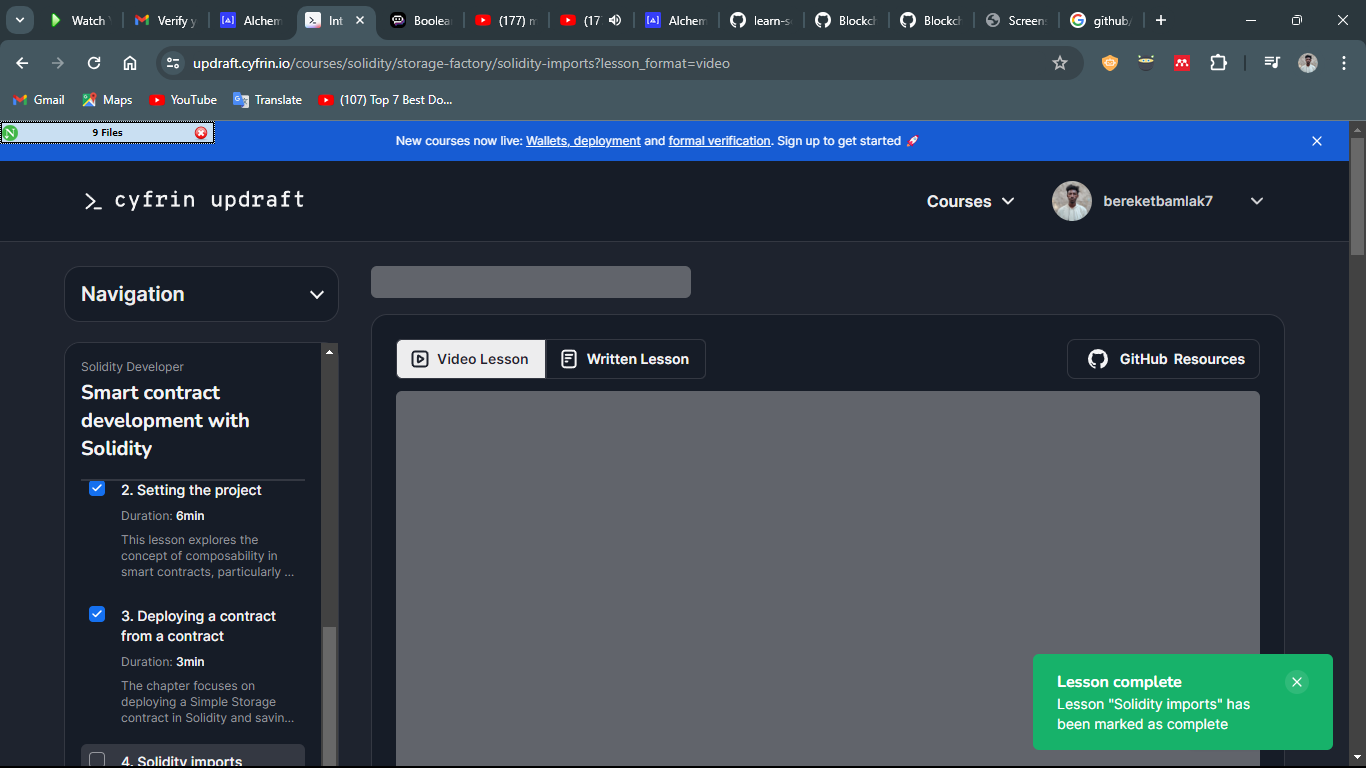 Watch
Verify y
Alchem
Int
Boolea
(177) m
(17
Alchem
learn-s
Blockc
Blockc
Screen
github/
updraft.cyfrin.io/courses/solidity/storage-factory/solidity-imports?lesson_format=video
Gmail
Maps
YouTube
Translate
(107) Top 7 Best Do...
N
9 Files
New courses now live: Wallets, deployment and formal verification. Sign up to get started 🚀
>_ cyfrin updraft
Courses
bereketbamlak7
Navigation
Video Lesson
Written Lesson
GitHub Resources
Solidity Developer
Smart contract
development with
Solidity
2. Setting the project
Duration: 6min
This lesson explores the
concept of composability in
smart contracts, particularly ...
3. Deploying a contract
from a contract
Duration: 3min
The chapter focuses on
deploying a Simple Storage
contract in Solidity and savin...
4. Solidity imports
Lesson complete
Lesson "Solidity imports" has
been marked as complete